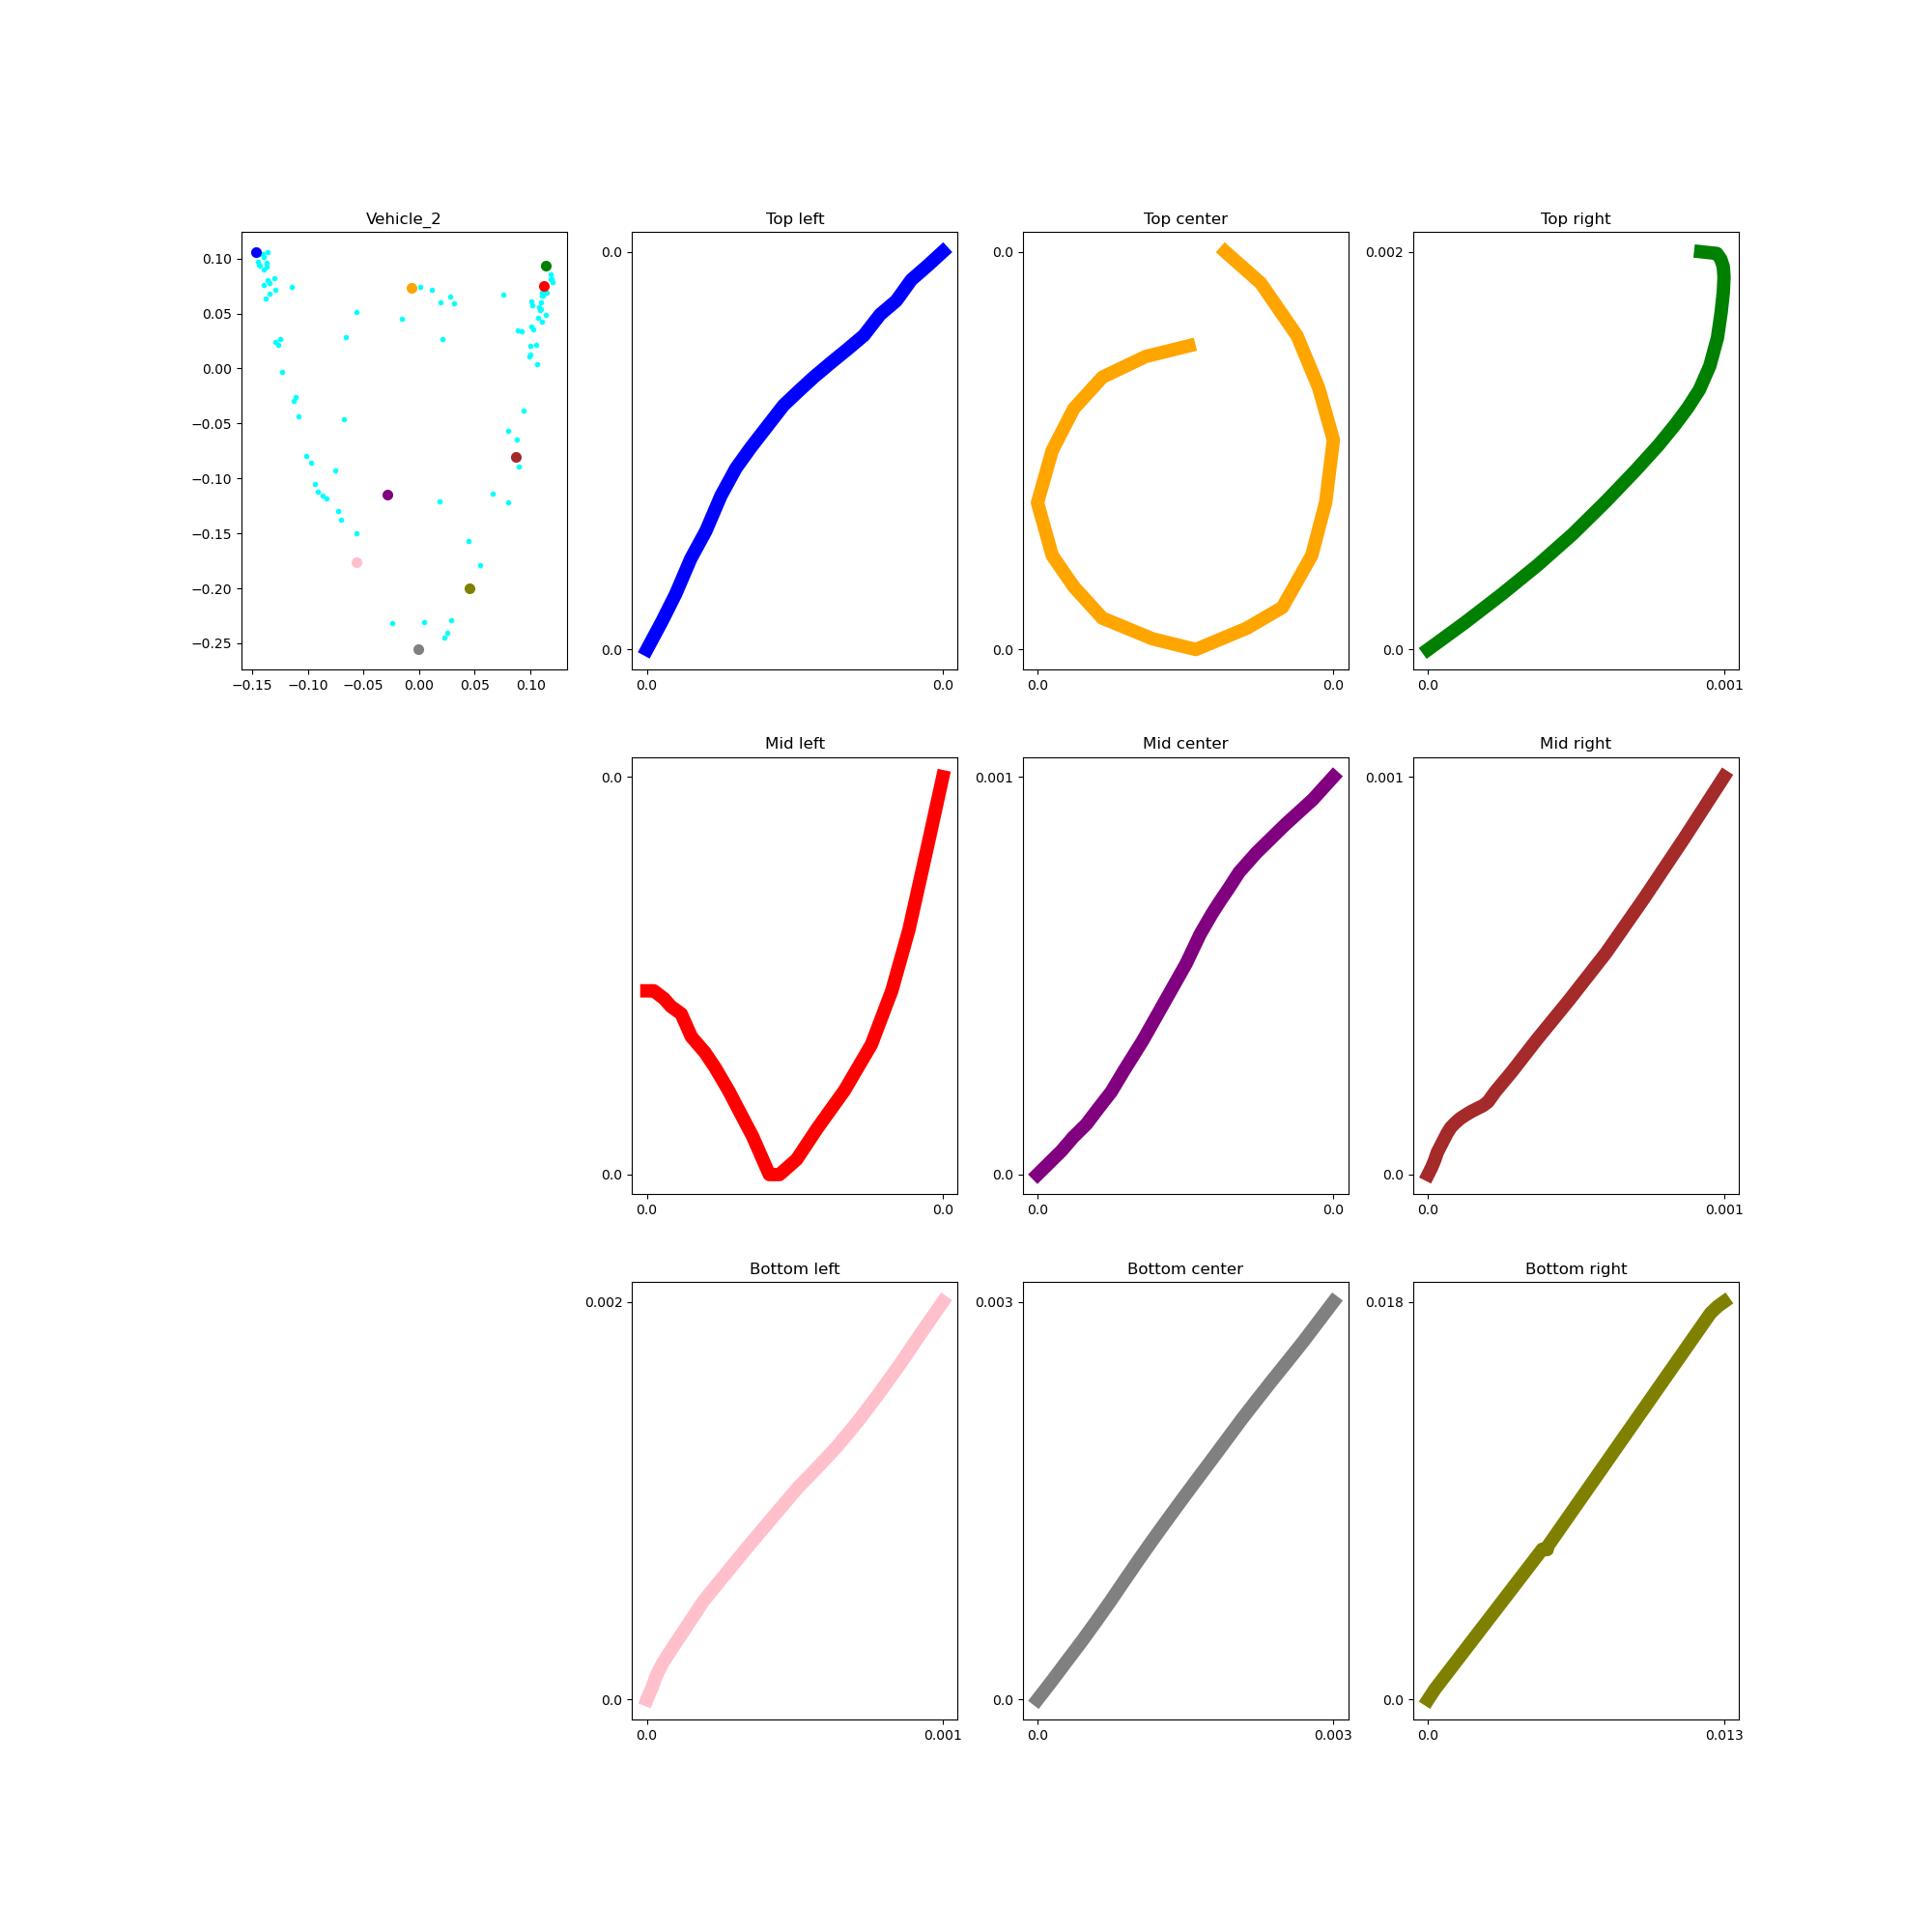 Vehicle_2 Top left Top center Top right
0.10 0.0 0.0 0.002
0.05
0.00
−0.05
−0.10
−0.15
−0.20
−0.25 0.0 0.0 0.0
−0.15 −0.10 −0.05 0.00 0.05 0.10 0.0 0.0 0.0 0.0 0.0 0.001
Mid left Mid center Mid right
0.0 0.001 0.001
0.0 0.0 0.0
0.0 0.0 0.0 0.0 0.0 0.001
Bottom left Bottom center Bottom right
0.002 0.003 0.018
0.0 0.0 0.0
0.0 0.001 0.0 0.003 0.0 0.013